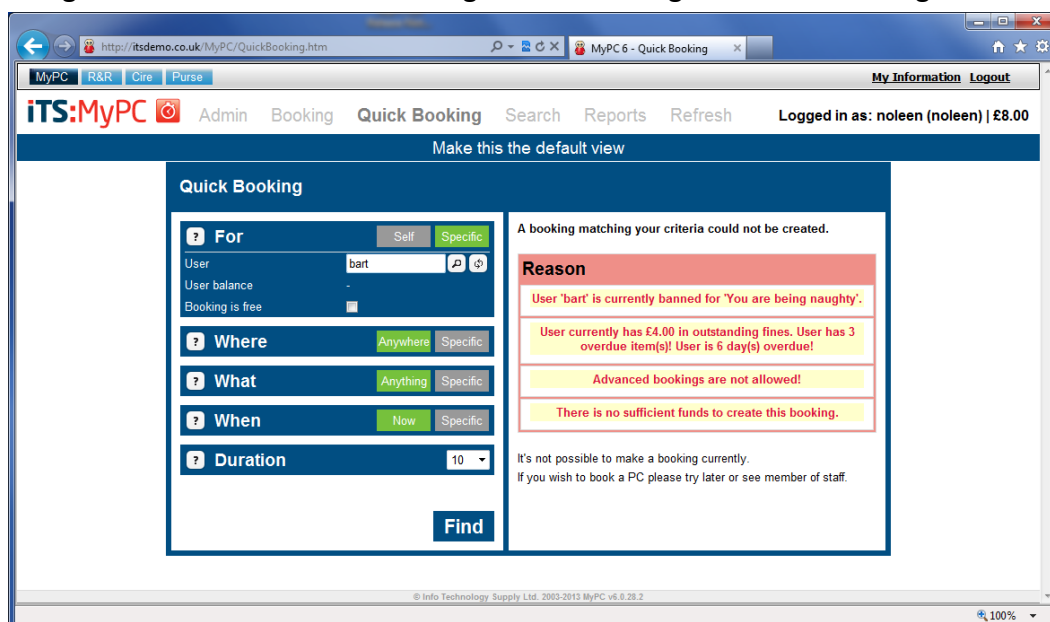 http://itsdemo.co.uk/MyPC/QuickBooking.htm
MyPC 6 - Quick Booking
MyPC R&R Cire Purse
My Information Logout
iTS:MyPC Admin Booking Quick Booking Search Reports Refresh Logged in as: noleen (noleen) | £8.00
Make this the default view
Quick Booking
? For Self Specific
User bart
User balance -
Booking is free
? Where Anywhere Specific
? What Anything Specific
? When Now Specific
? Duration 10
Find
A booking matching your criteria could not be created.
Reason
User 'bart' is currently banned for 'You are being naughty'.
User currently has £4.00 in outstanding fines. User has 3
overdue item(s)! User is 6 day(s) overdue!
Advanced bookings are not allowed!
There is no sufficient funds to create this booking.
It's not possible to make a booking currently.
If you wish to book a PC please try later or see member of staff.
© Info Technology Supply Ltd. 2003-2013 MyPC v6.0.28.2
100%